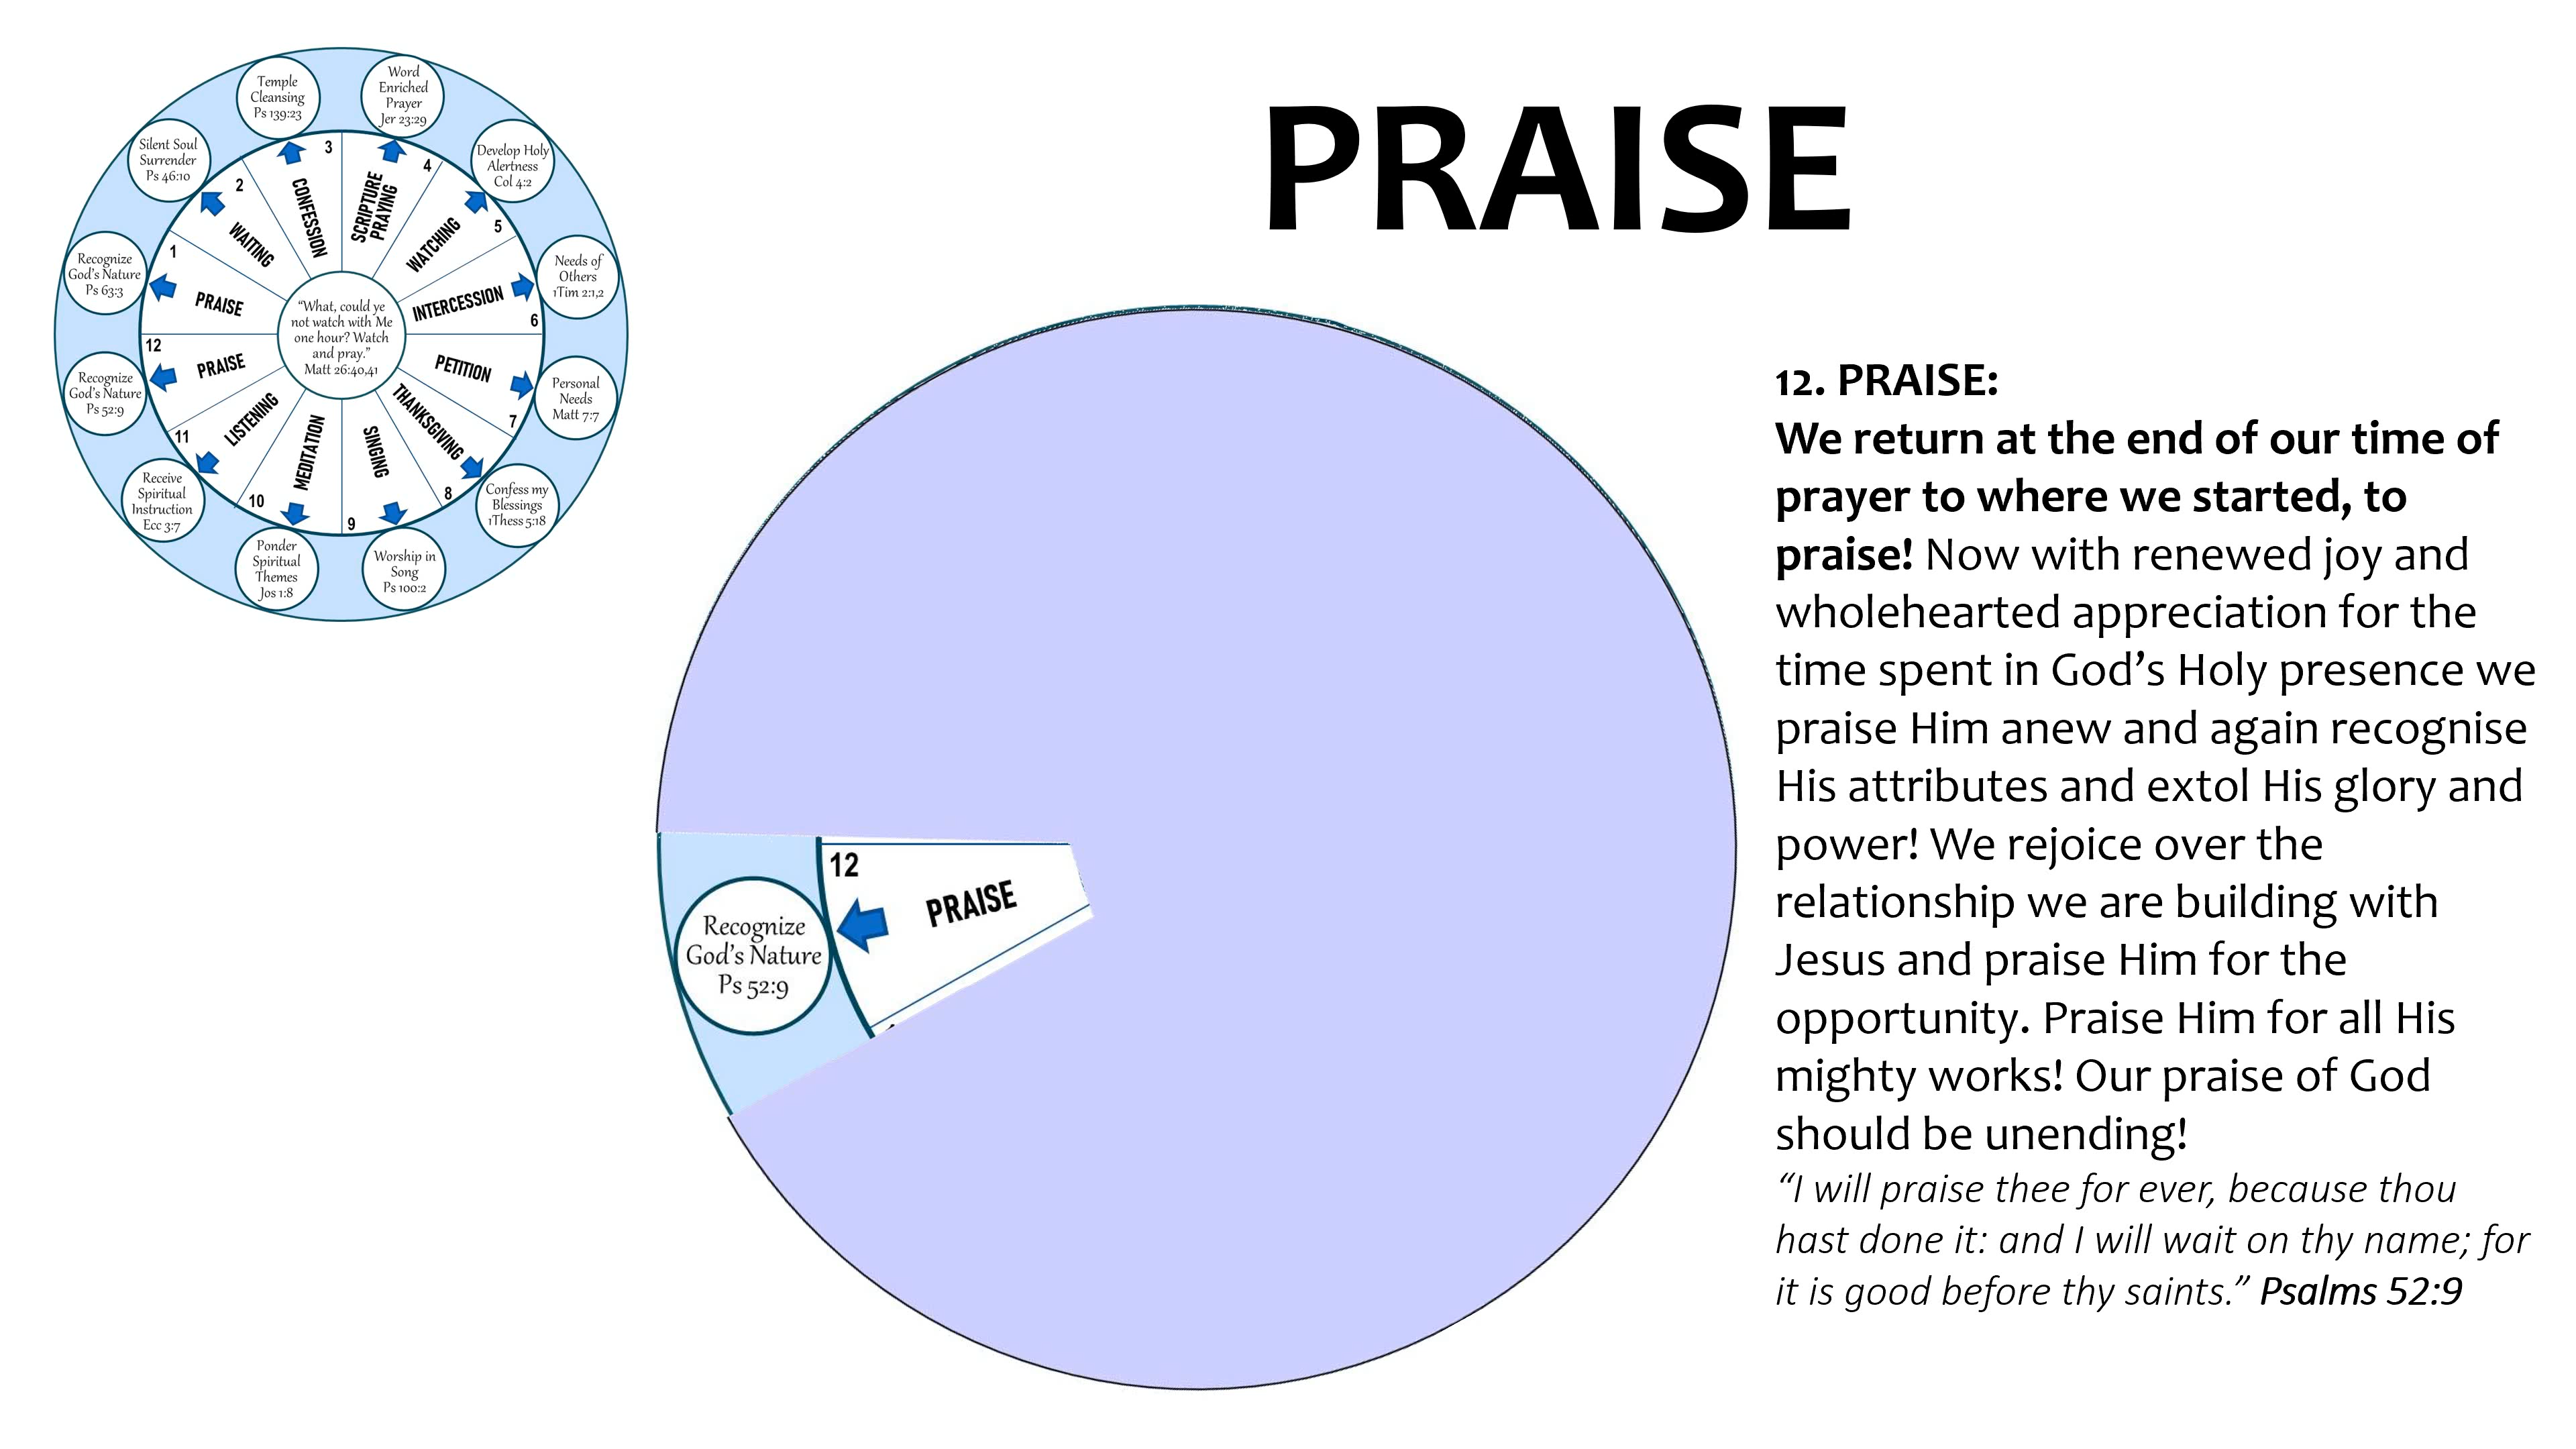 PRAISE
Temple
Cleansing
Ps 139:23
Word
Enriched
Prayer
Jer 23:29
Silent Soul
Surrender
Ps 46:10
Develop Holy
Alertness
Col 4:2
Recognize
God's Nature
Ps 63:3
Needs of
Others
1Tim 2:1,2
Recognize
God's Nature
Ps 52:9
Personal
Needs
Matt 7:7
Receive
Spiritual
Instruction
Ecc 3:7
Confess my
Blessings
1Thess 5:18
Ponder
Spiritual
Themes
Jos 1:8
Worship in
Song
Ps 100:2
1
PRAISE
2
WAITING
3
CONFESSION
4
SCRIPTURE
PRAYING
5
WATCHING
6
INTERCESSION
7
PETITION
8
THANKSGIVING
9
SINGING
10
MEDITATION
11
LISTENING
12
PRAISE
“What, could ye
not watch with Me
one hour? Watch
and pray.”
Matt 26:40,41
12
PRAISE
Recognize
God's Nature
Ps 52:9
12. PRAISE:
We return at the end of our time of
prayer to where we started, to
praise! Now with renewed joy and
wholehearted appreciation for the
time spent in God’s Holy presence we
praise Him anew and again recognise
His attributes and extol His glory and
power! We rejoice over the
relationship we are building with
Jesus and praise Him for the
opportunity. Praise Him for all His
mighty works! Our praise of God
should be unending!
“I will praise thee for ever, because thou
hast done it: and I will wait on thy name; for
it is good before thy saints.” Psalms 52:9